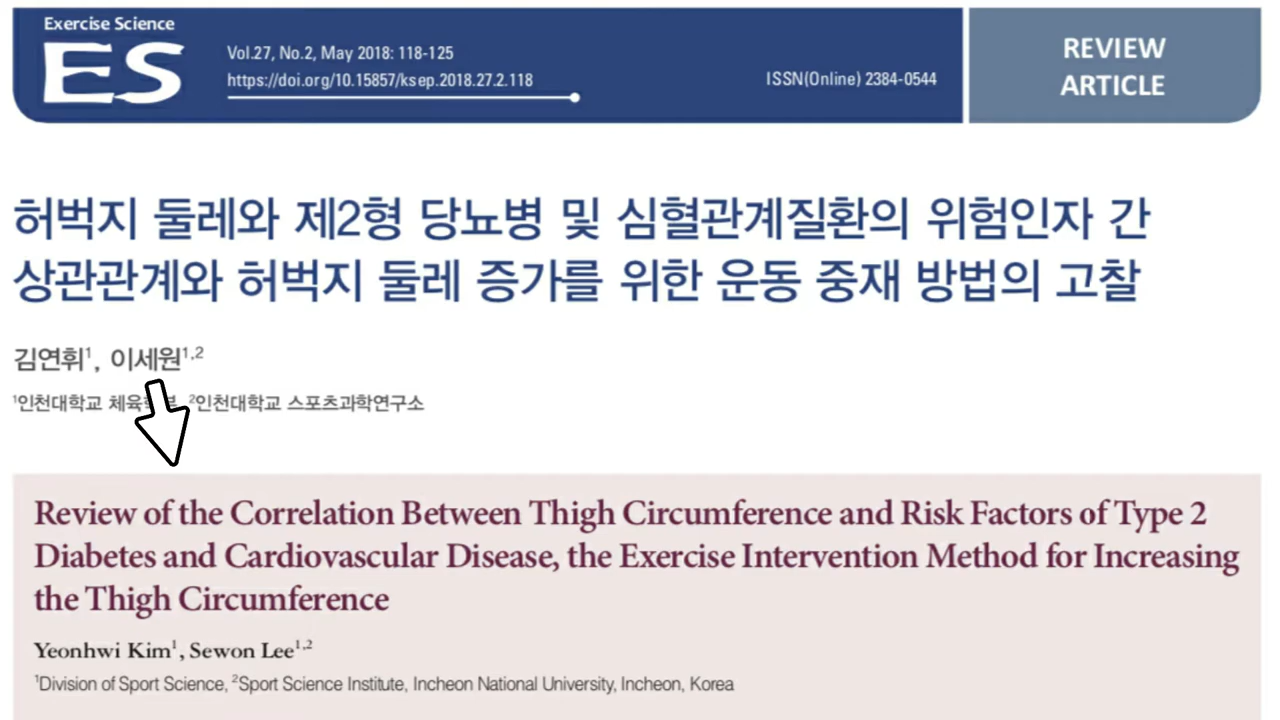 Exercise Science
ES
Vol.27, No.2, May 2018: 118-125
https://doi.org/10.15857/ksep.2018.27.2.118
ISSN(Online) 2384-0544
REVIEW
ARTICLE
허벅지 둘레와 제2형 당뇨병 및 심혈관계질환의 위험인자 간
상관관계와 허벅지 둘레 증가를 위한 운동 중재 방법의 고찰
김연휘1, 이세원1,2
1인천대학교 2인천대학교 스포츠과학연구소
Review of the Correlation Between Thigh Circumference and Risk Factors of Type 2
Diabetes and Cardiovascular Disease, the Exercise Intervention Method for Increasing
the Thigh Circumference
Yeonhwi Kim1, Sewon Lee1,2
1Division of Sport Science, 2Sport Science Institute, Incheon National University, Incheon, Korea